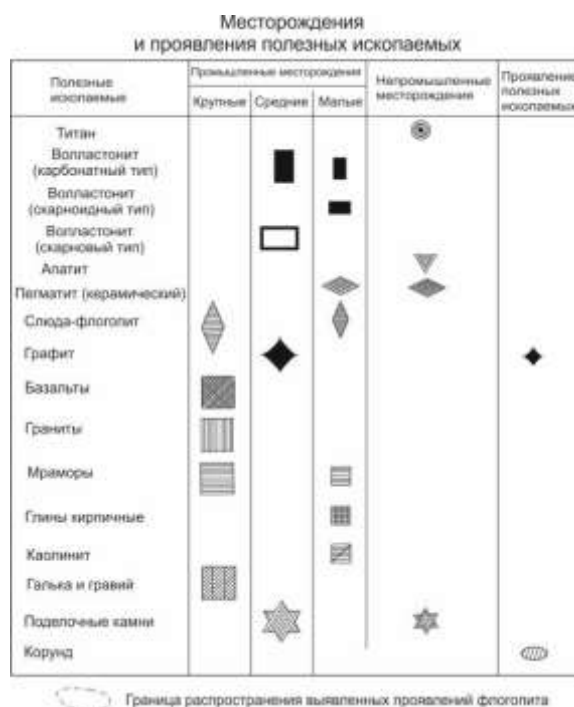 Месторождения
и проявления полезных ископаемых
Полезные
ископаемые
Промышленные месторождения
Крупные Средние Малые
Непромышленные
месторождения
Проявления
полезных
ископаемых
Титан
Волластонит
(карбонатный тип)
Волластонит
(скарноидный тип)
Волластонит
(скарновый тип)
Апатит
Пегматит (керамический)
Слюда-флогопит
Графит
Базальты
Граниты
Мраморы
Глины кирпичные
Каолинит
Галька и гравий
Поделочные камни
Корунд
Граница распространения выявленных проявлений флогопита